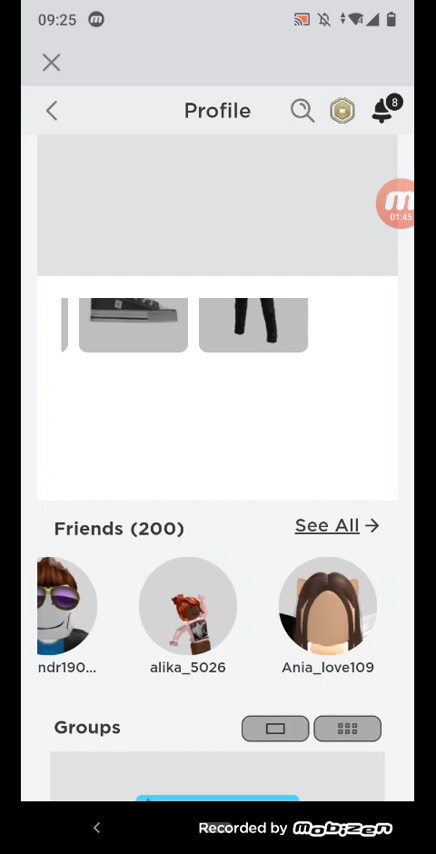 09:25
8
Profile
01:45
Friends (200)
See All
ndr190...
alika_5026
Ania_love109
Groups
Recorded by Mobizen